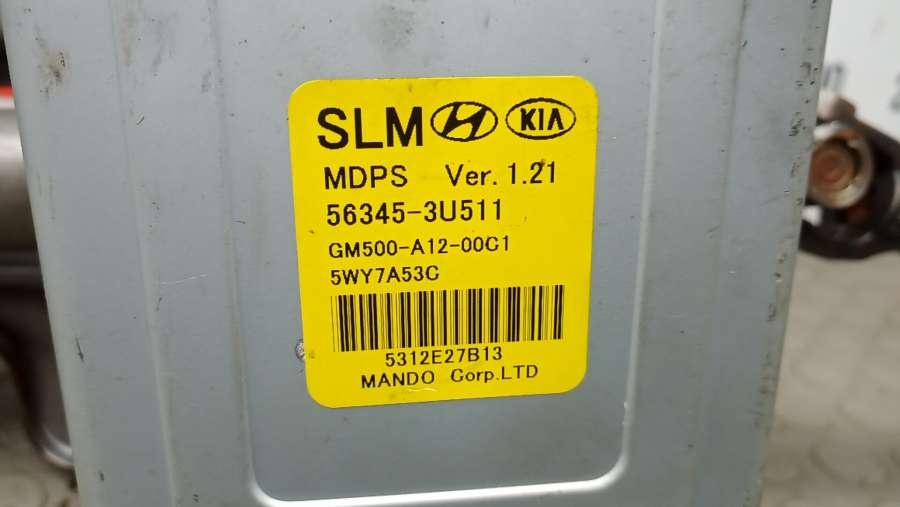 SLM KIA
MDPS Ver. 1.21
56345-3U511
GM500-A12-00C1
5WY7A53C
5312E27B13
MANDO Corp.LTD